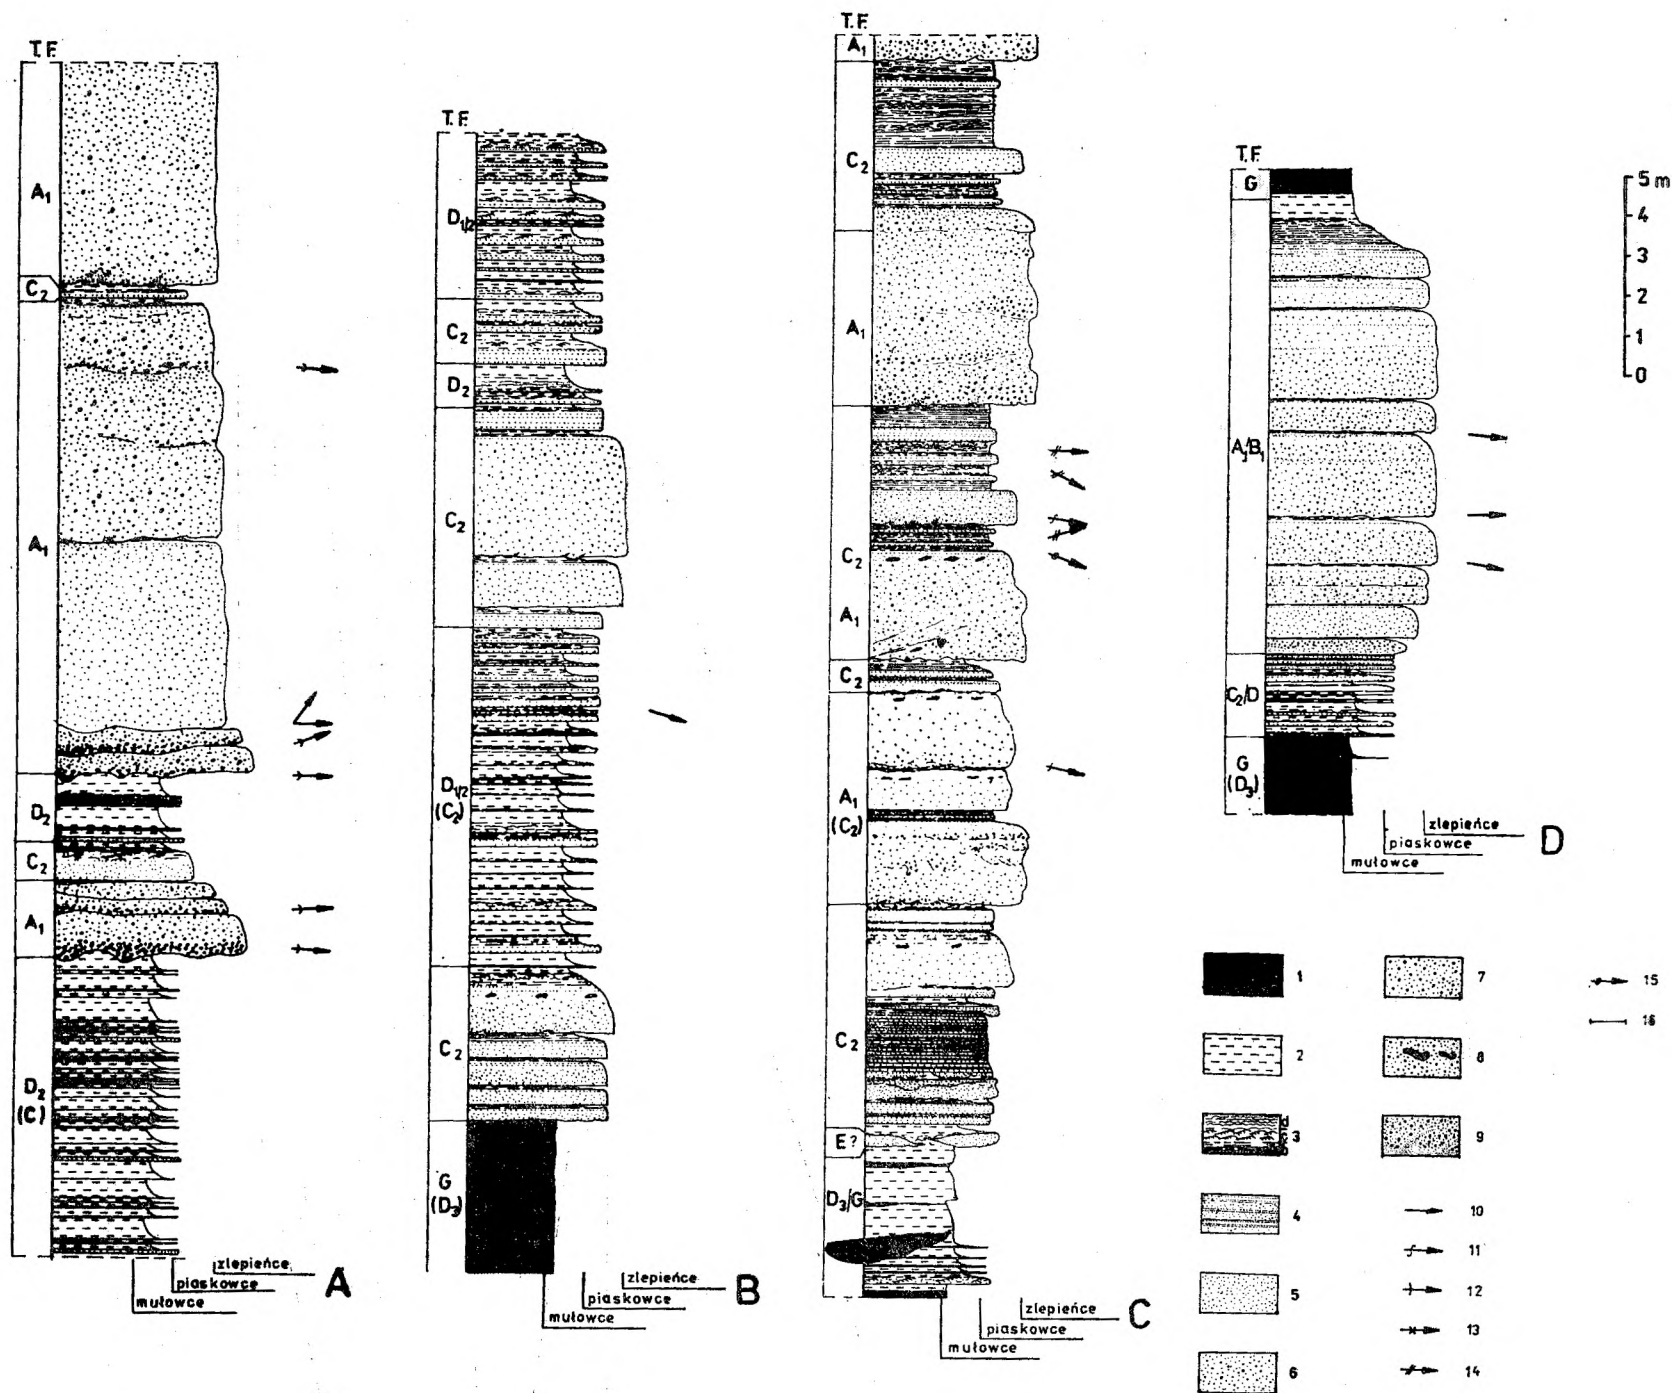 T.F.
A1
C2
A1
D2
C2
A1
D2
(C)
zlepieńce
piaskowce
mułowce
A
T.F.
D1/2
C2
D2
C2
D1/2
(C2)
C2
G
(D3)
zlepieńce
piaskowce
mułowce
B
T.F.
A1
C2
A1
C2
A1
C2
A1
(C2)
C2
E?
D3/G
zlepieńce
piaskowce
mułowce
C
T.F.
G
A1/B1
C2/D
G
(D3)
zlepieńce
piaskowce
mułowce
D
5 m
4
3
2
1
0
1
2
3
4
5
6
7
8
9
10
11
12
13
14
15
16